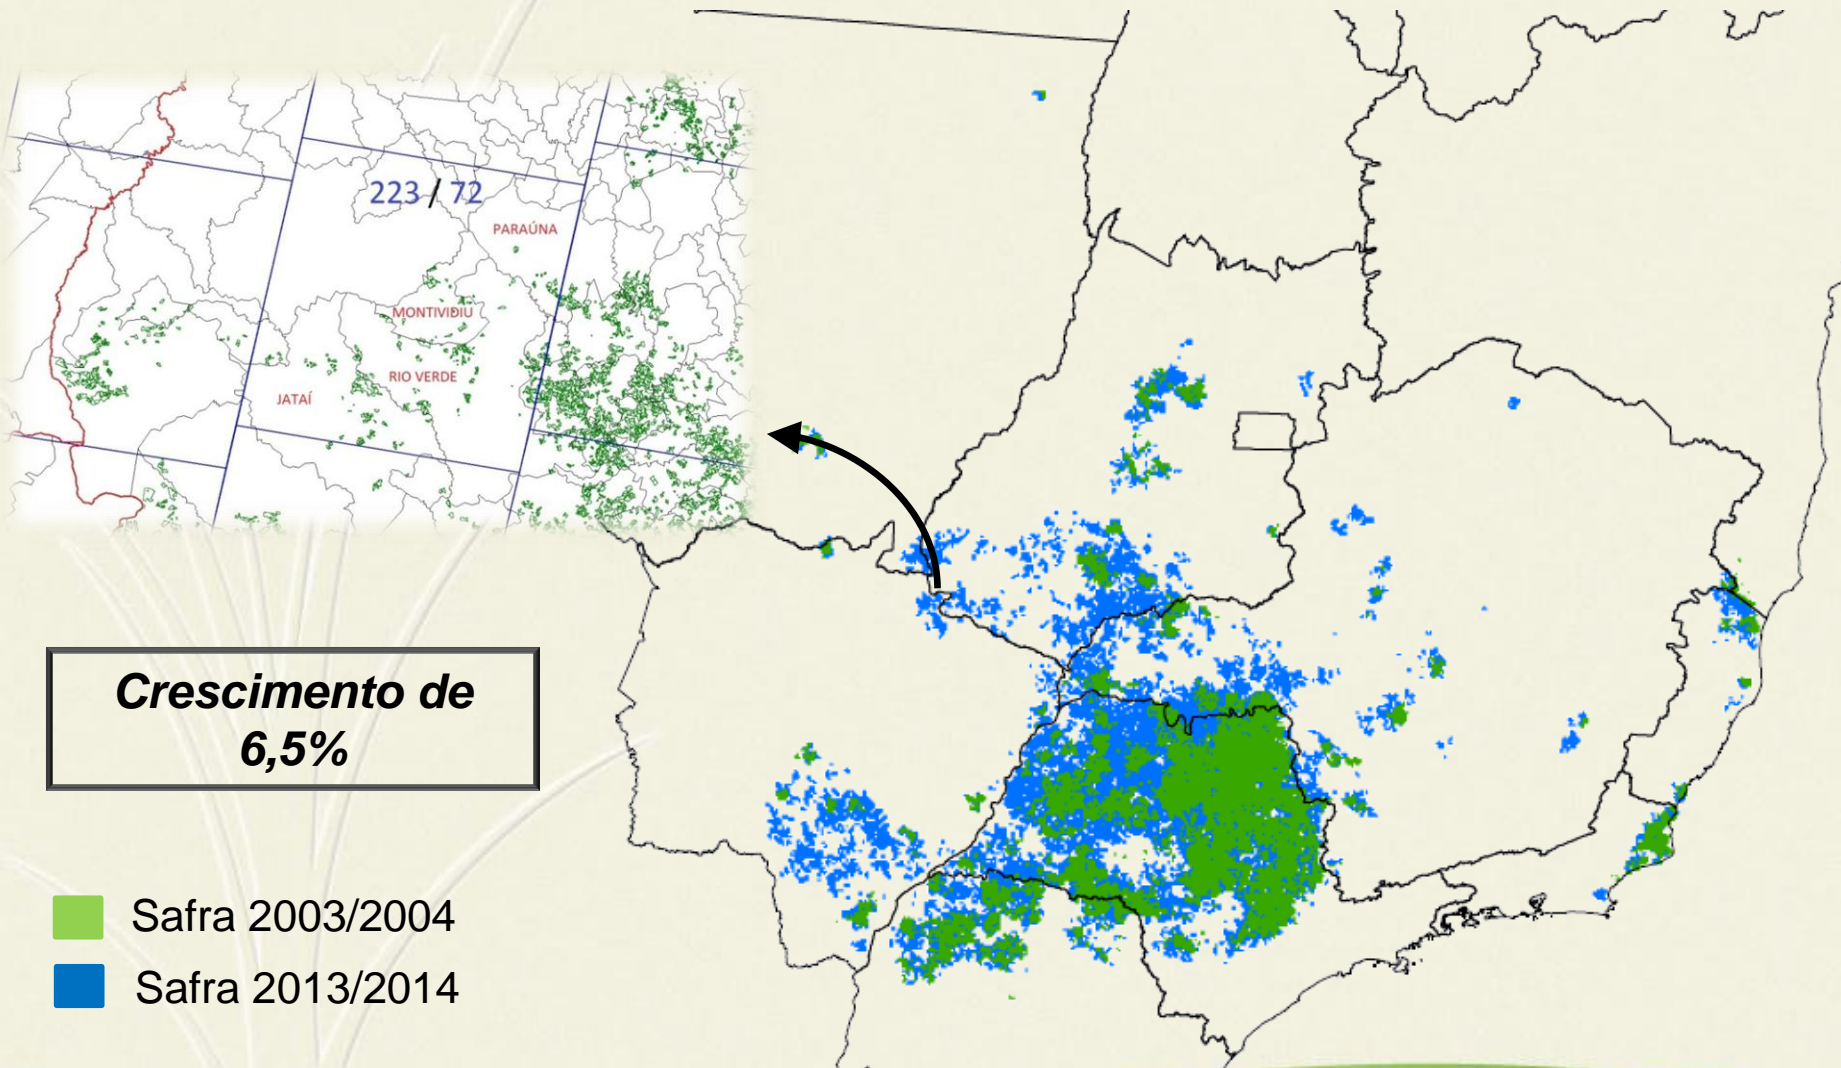 223 / 72
PARAÚNA
MONTIVIDIU
RIO VERDE
JATAÍ
Crescimento de
6,5%
Safra 2003/2004
Safra 2013/2014